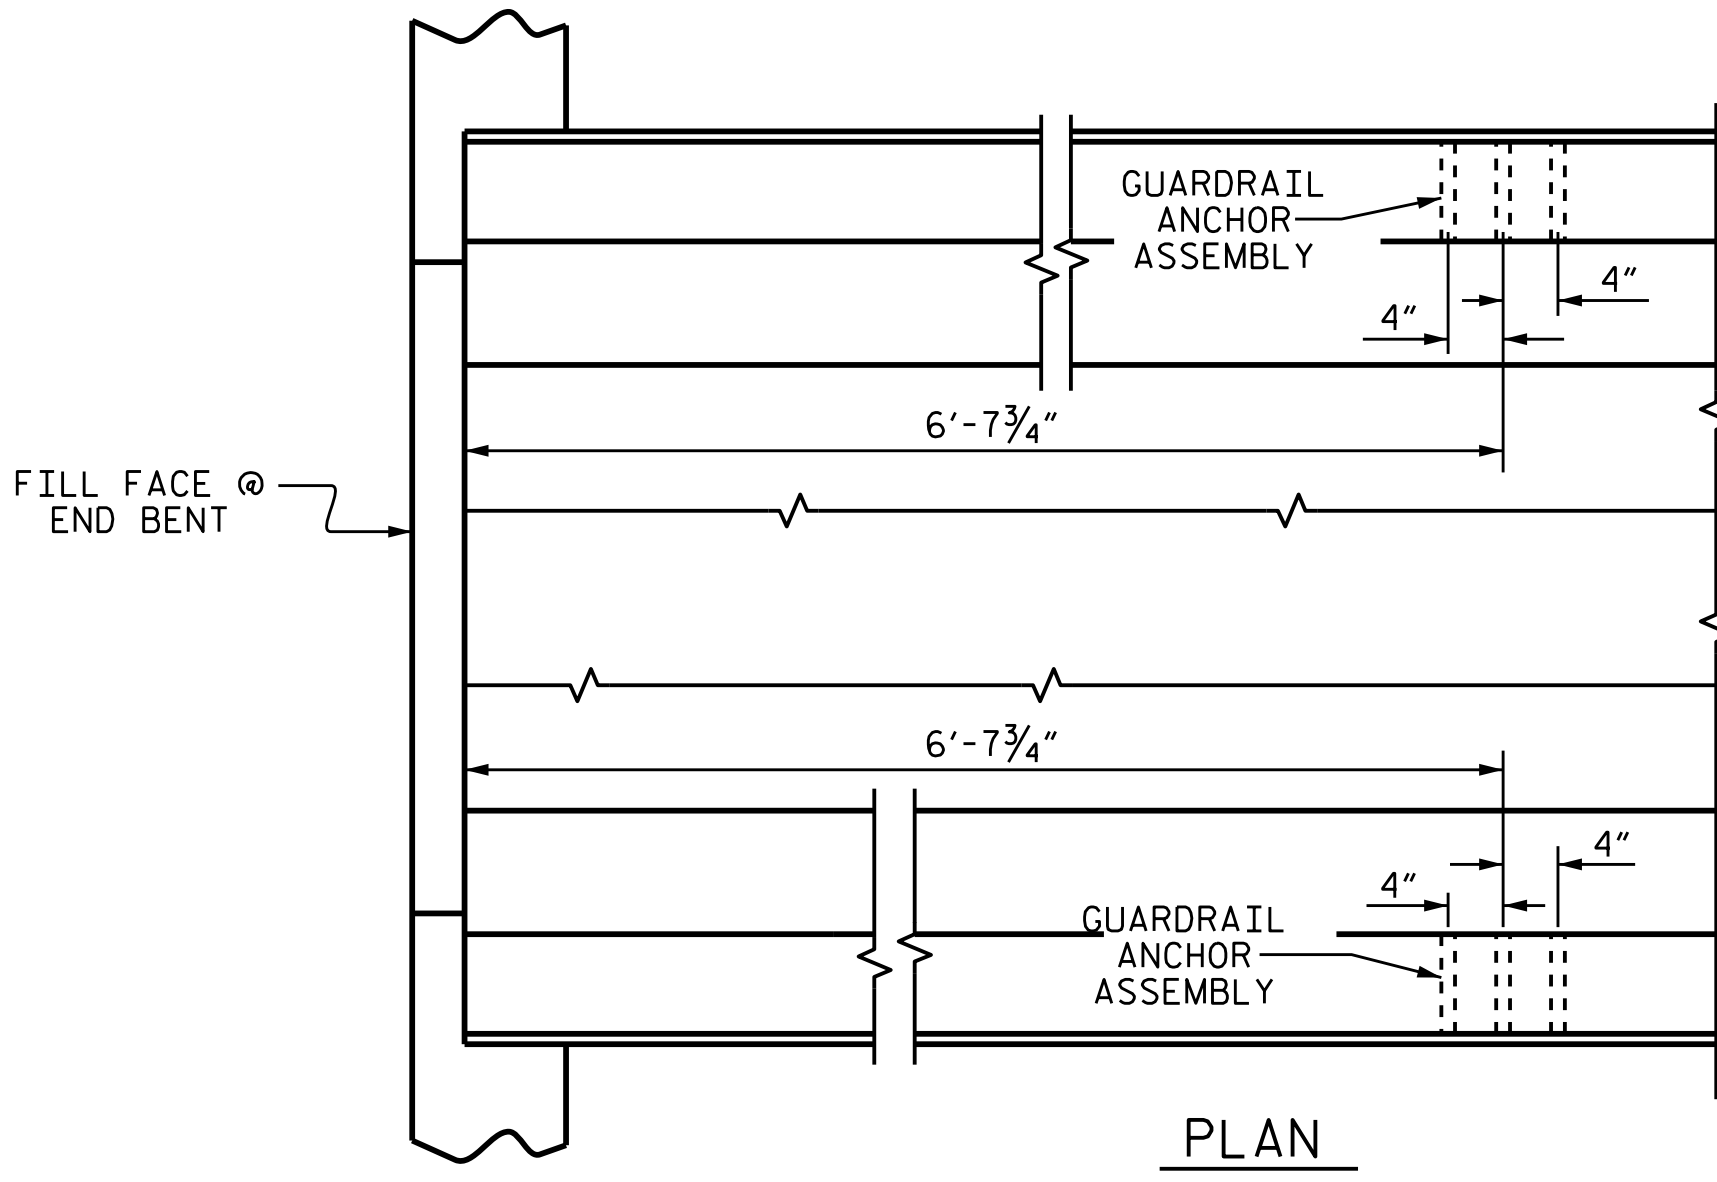 GUARDRAIL
ANCHOR
ASSEMBLY
4"
4"
6'-7¾"
FILL FACE @
END BENT
6'-7¾"
4"
4"
GUARDRAIL
ANCHOR
ASSEMBLY
PLAN